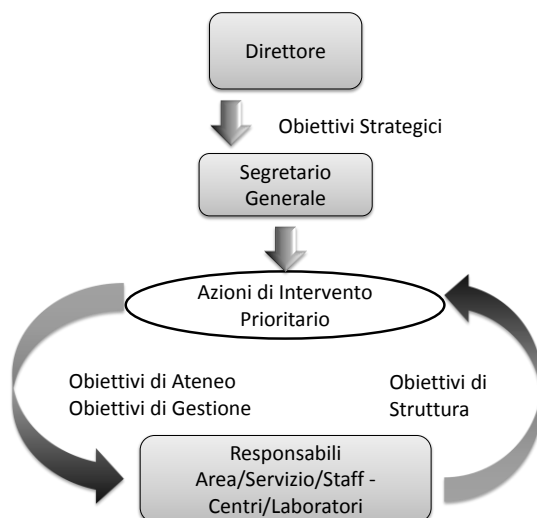 Direttore
Obiettivi Strategici
Segretario
Generale
Azioni di Intervento
Prioritario
Obiettivi di Ateneo
Obiettivi di Gestione
Obiettivi di
Struttura
Responsabili
Area/Servizio/Staff -
Centri/Laboratori